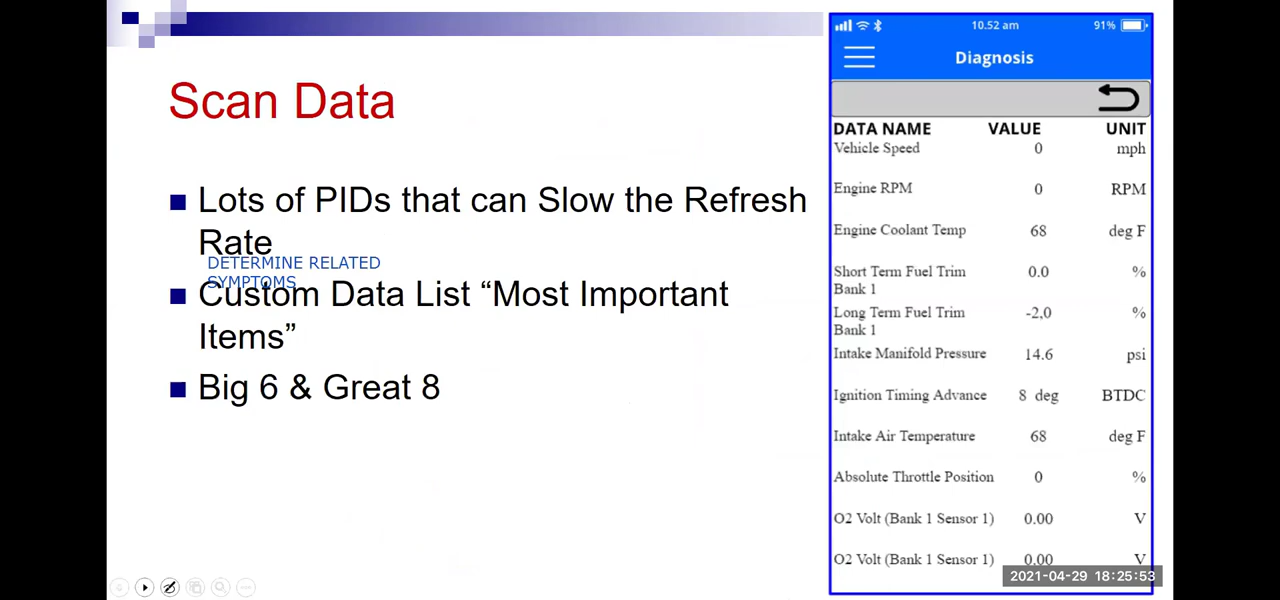 10.52 am
91%
Diagnosis
Scan Data
DATA NAME VALUE UNIT
Vehicle Speed 0 mph
Engine RPM 0 RPM
Engine Coolant Temp 68 deg F
Short Term Fuel Trim 0.0 %
Bank 1
Long Term Fuel Trim -2,0 %
Bank 1
Intake Manifold Pressure 14.6 psi
Ignition Timing Advance 8 deg BTDC
Intake Air Temperature 68 deg F
Absolute Throttle Position 0 %
O2 Volt (Bank 1 Sensor 1) 0.00 V
O2 Volt (Bank 1 Sensor 1) 0.00 V
Lots of PIDs that can Slow the Refresh
Rate
DETERMINE RELATED
SYMPTOMS
Custom Data List “Most Important
Items”
Big 6 & Great 8
2021-04-29 18:25:53